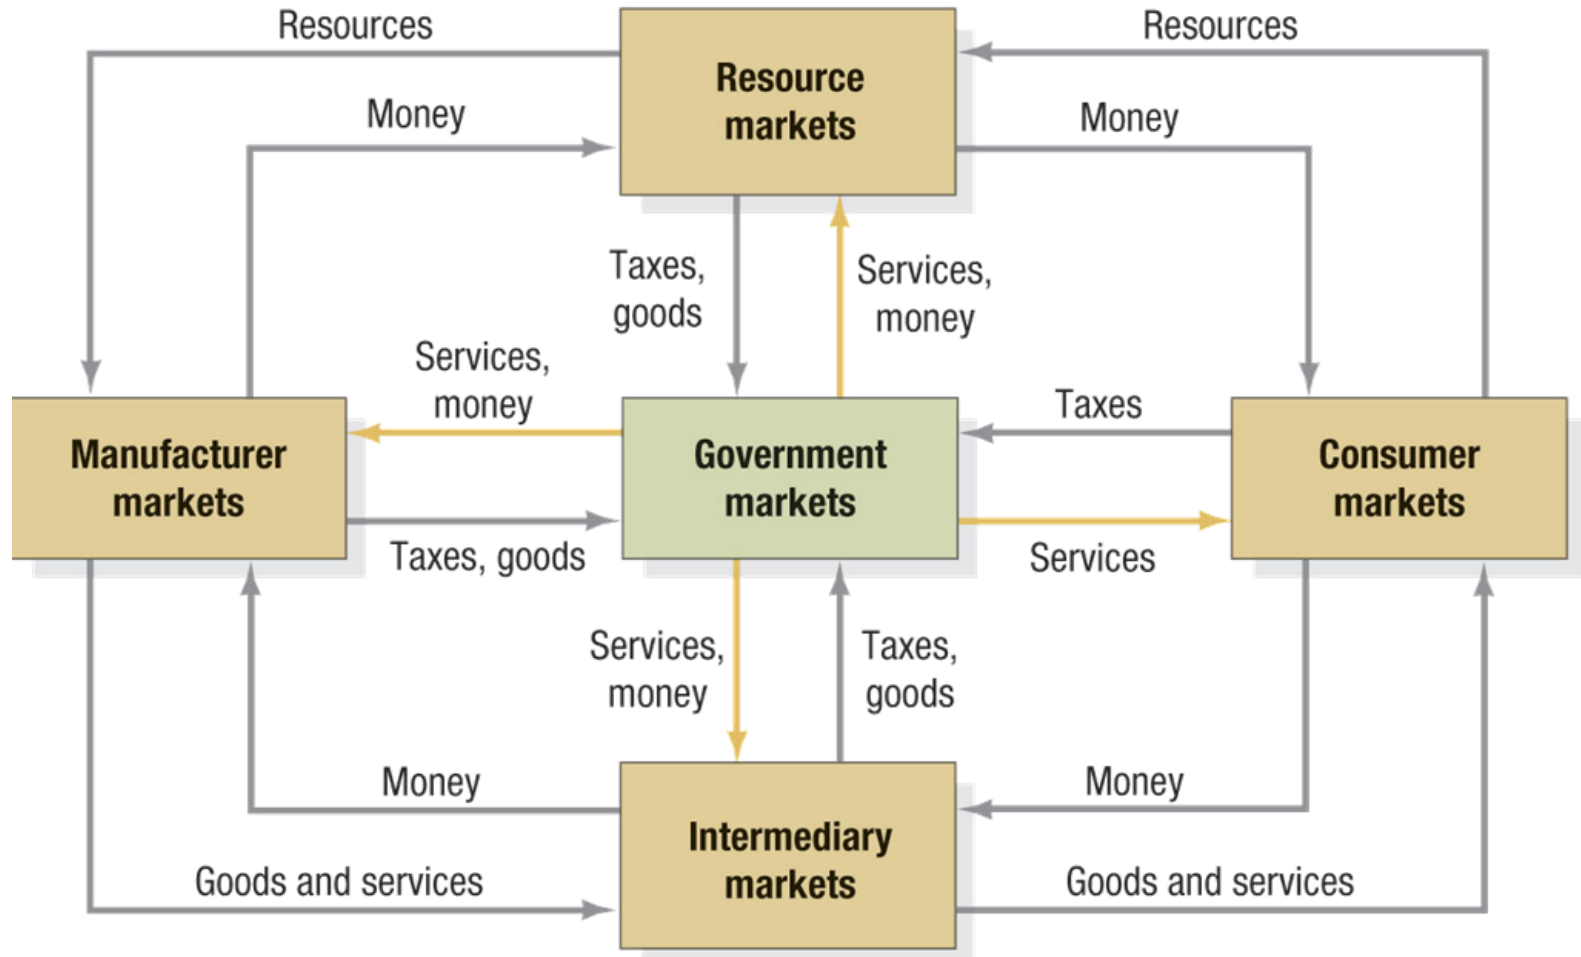 Resources
Resources
Resource
markets
Money
Money
Taxes,
goods
Services,
money
Services,
money
Taxes
Manufacturer
markets
Government
markets
Consumer
markets
Taxes, goods
Services
Services,
money
Taxes,
goods
Money
Money
Intermediary
markets
Goods and services
Goods and services